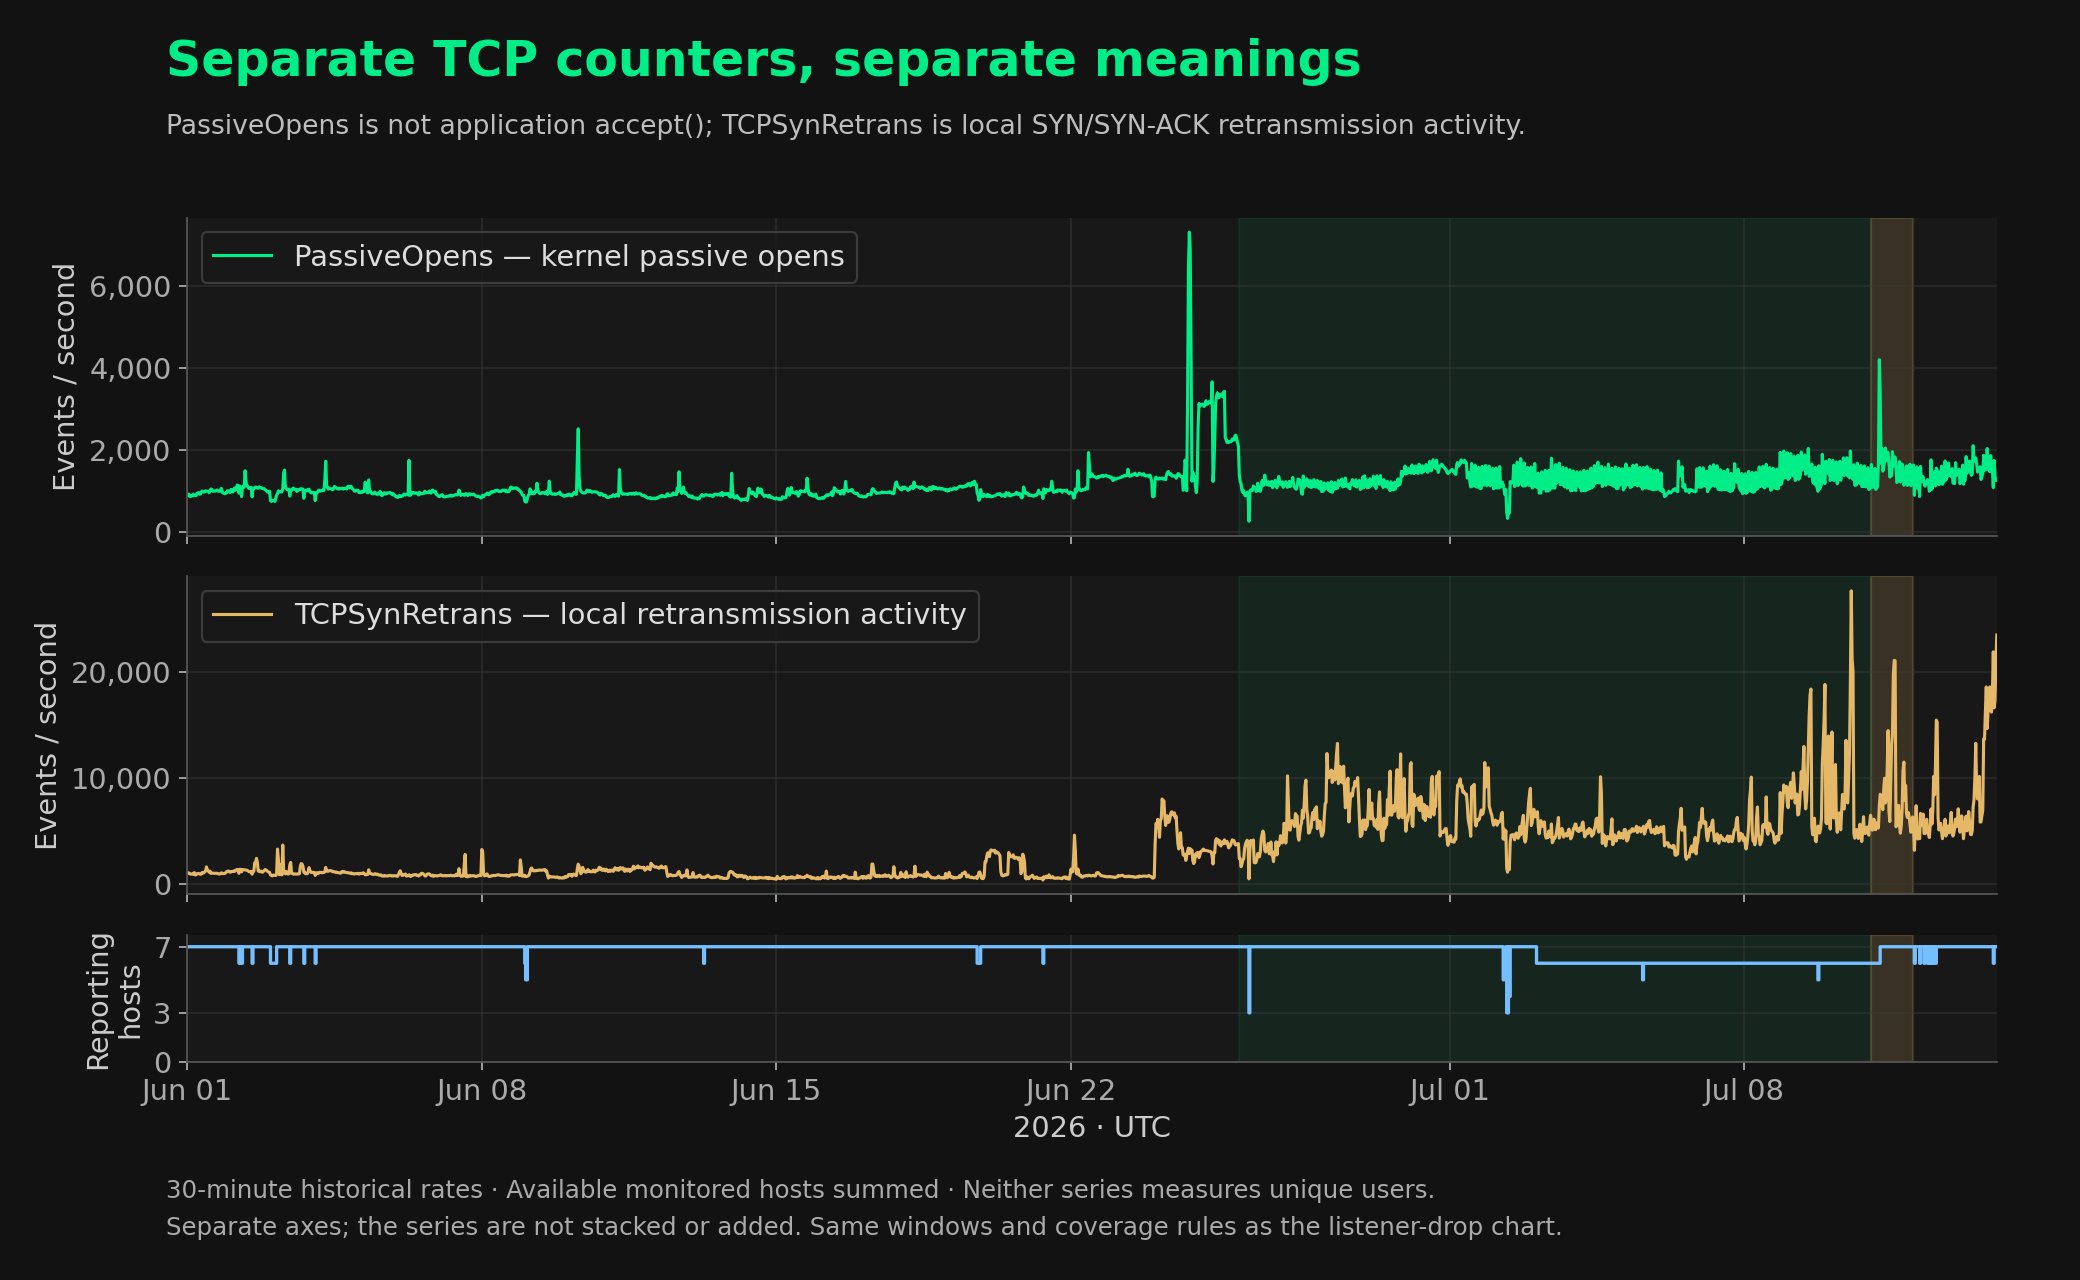 Separate TCP counters, separate meanings
PassiveOpens is not application accept(); TCPSynRetrans is local SYN/SYN-ACK retransmission activity.
PassiveOpens — kernel passive opens
Events / second
6,000
4,000
2,000
0
TCPSynRetrans — local retransmission activity
Events / second
20,000
10,000
0
Reporting
hosts
7
3
0
Jun 01
Jun 08
Jun 15
Jun 22
Jul 01
Jul 08
2026 · UTC
30-minute historical rates · Available monitored hosts summed · Neither series measures unique users.
Separate axes; the series are not stacked or added. Same windows and coverage rules as the listener-drop chart.